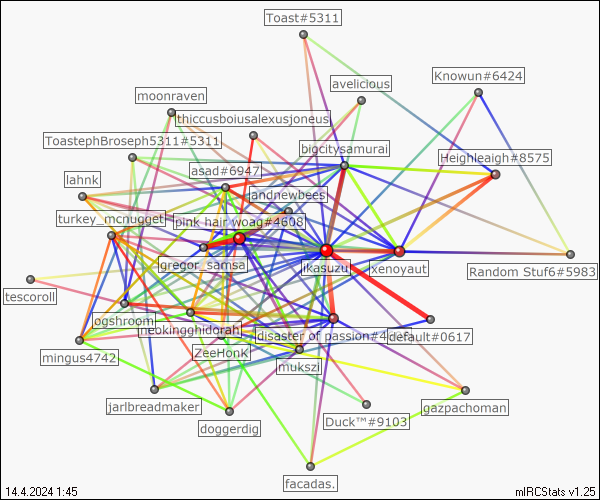 Toast#5311
Knowun#6424
avelicious
moonraven
thiccusboiusalexusjoneus
ToastephBroseph5311#5311
bigcitysamurai
Heighleaigh#8575
asad#6947
lahnk
jandnewbees
turkey_mcnugget
pink hair woag#4608
gregor_samsa
ikasuzu
xenoyaut
Random Stuf6#5983
tescoroll
ogshroom
neokingghidorah
disaster of passion#4
default#0617
mingus4742
ZeeHonk
mukszi
jarlbreadmaker
gazpachoman
doggerdig
Duck™#9103
facadas.
14.4.2024 1:45
mIRCStats v1.25